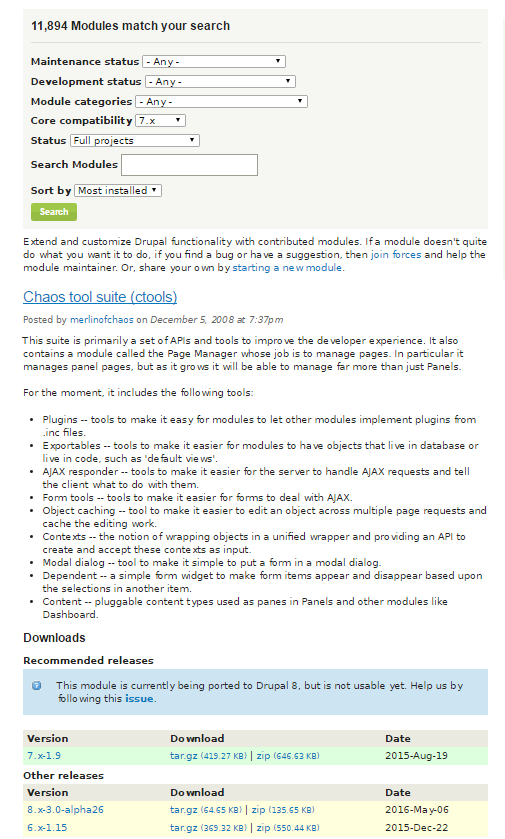 11,894 Modules match your search
Maintenance status - Any -
Development status - Any -
Module categories - Any -
Core compatibility 7.x
Status Full projects
Search Modules
Sort by Most installed
Search
Extend and customize Drupal functionality with contributed modules. If a module doesn't quite
do what you want it to do, if you find a bug or have a suggestion, then join forces and help the
module maintainer. Or, share your own by starting a new module.
Chaos tool suite (ctools)
Posted by merlinofchaos on December 5, 2008 at 7:37pm
This suite is primarily a set of APIs and tools to improve the developer experience. It also
contains a module called the Page Manager whose job is to manage pages. In particular it
manages panel pages, but as it grows it will be able to manage far more than just Panels.
For the moment, it includes the following tools:
• Plugins -- tools to make it easy for modules to let other modules implement plugins from
.inc files.
• Exportables -- tools to make it easier for modules to have objects that live in database or
live in code, such as 'default views'.
• AJAX responder -- tools to make it easier for the server to handle AJAX requests and tell
the client what to do with them.
• Form tools -- tools to make it easier for forms to deal with AJAX.
• Object caching -- tool to make it easier to edit an object across multiple page requests and
cache the editing work.
• Contexts -- the notion of wrapping objects in a unified wrapper and providing an API to
create and accept these contexts as input.
• Modal dialog -- tool to make it simple to put a form in a modal dialog.
• Dependent -- a simple form widget to make form items appear and disappear based upon
the selections in another item.
• Content -- pluggable content types used as panes in Panels and other modules like
Dashboard.
Downloads
Recommended releases
This module is currently being ported to Drupal 8, but is not usable yet. Help us by
following this issue.
Version Download Date
7.x-1.9 tar.gz (419.27 KB) | zip (646.63 KB) 2015-Aug-19
Other releases
Version Download Date
8.x-3.0-alpha26 tar.gz (64.65 KB) | zip (135.65 KB) 2016-May-06
6.x-1.15 tar.gz (369.32 KB) | zip (550.44 KB) 2015-Dec-22